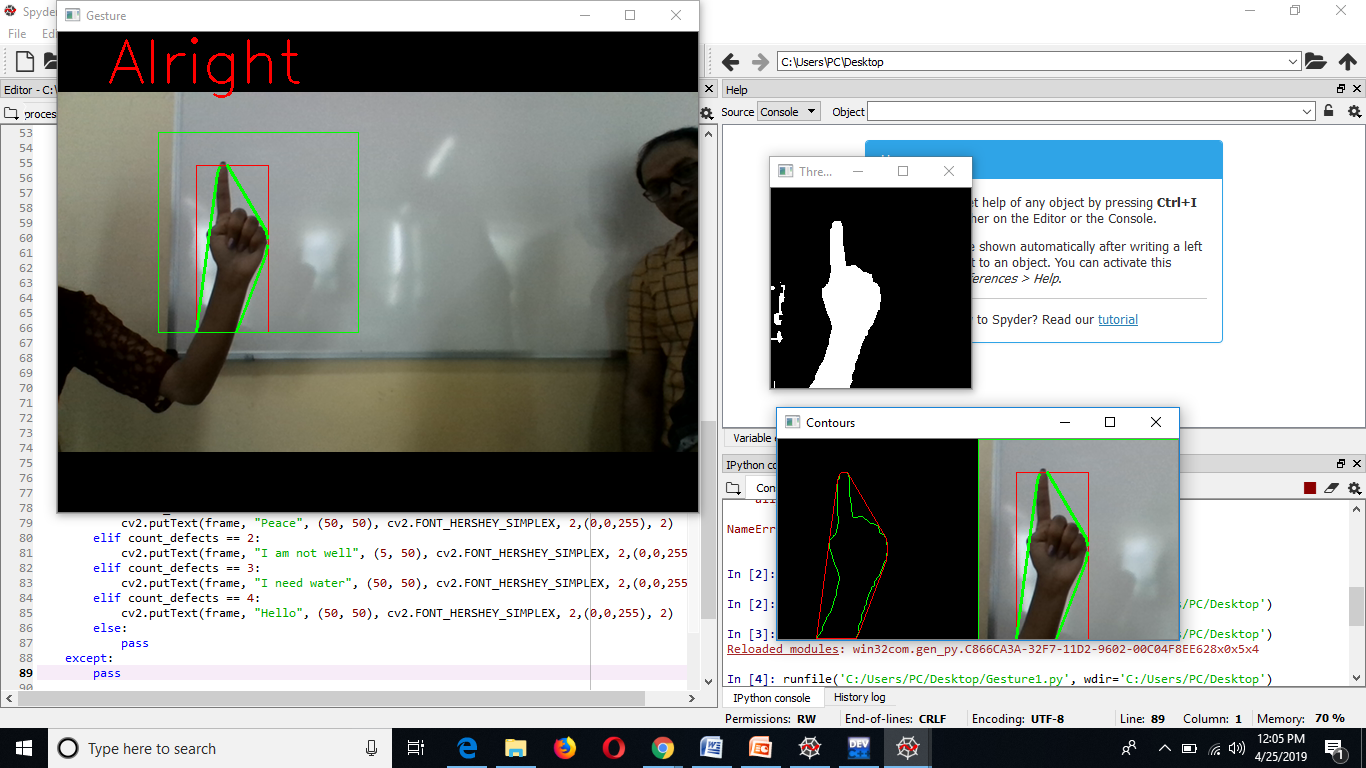 Spyder
Gesture
File
Alright
C:\Users\PC\Desktop
Editor - C:\
Help
proces
Source Console Object
53
54
55
56
57
58
59
60
61
62
63
64
65
66
67
68
69
70
71
72
73
74
75
76
77
78
79 cv2.putText(frame, "Peace", (50, 50), cv2.FONT_HERSHEY_SIMPLEX, 2,(0,0,255), 2)
80 elif count_defects == 2:
81 cv2.putText(frame, "I am not well", (5, 50), cv2.FONT_HERSHEY_SIMPLEX, 2,(0,0,255
82 elif count_defects == 3:
83 cv2.putText(frame, "I need water", (50, 50), cv2.FONT_HERSHEY_SIMPLEX, 2,(0,0,255
84 elif count_defects == 4:
85 cv2.putText(frame, "Hello", (50, 50), cv2.FONT_HERSHEY_SIMPLEX, 2,(0,0,255), 2)
86 else:
87 pass
88 except:
89 pass
90
Thre...
et help of any object by pressing Ctrl+I
her on the Editor or the Console.
e shown automatically after writing a left
t to an object. You can activate this
ferences > Help.
to Spyder? Read our tutorial
Contours
Variable
IPython co
Con
NameErr
In [2]:
In [2]: s/PC/Desktop')
In [3]: s/PC/Desktop')
Reloaded modules: win32com.gen_py.C866CA3A-32F7-11D2-9602-00C04F8EE628x0x5x4
In [4]: runfile('C:/Users/PC/Desktop/Gesture1.py', wdir='C:/Users/PC/Desktop')
IPython console History log
Permissions: RW End-of-lines: CRLF Encoding: UTF-8 Line: 89 Column: 1 Memory: 70 %
Type here to search
DEV
12:05 PM
4/25/2019
1